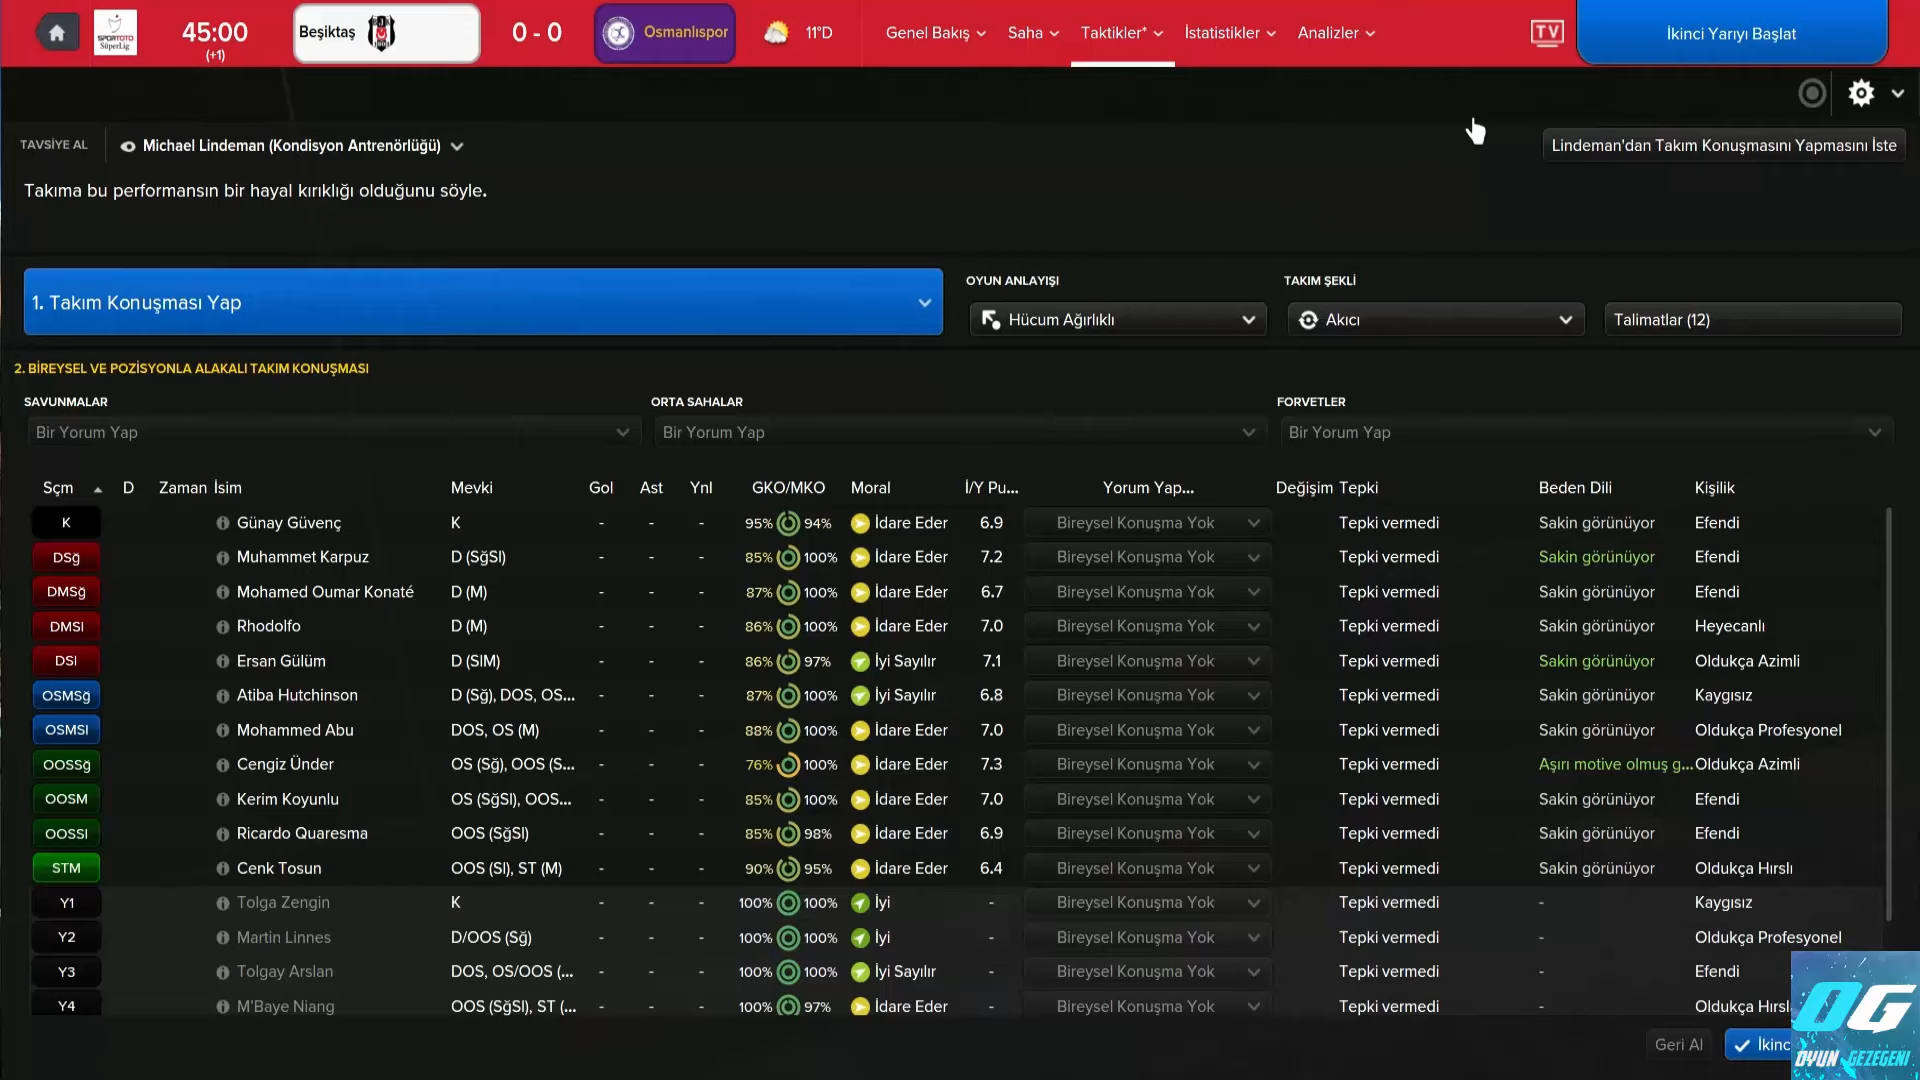 SPORTOTO
SüperLig
45:00
(+1)
Beşiktaş
0 - 0
Osmanlıspor
11°D
Genel Bakış
Saha
Taktikler*
İstatistikler
Analizler
TV
İkinci Yarıyı Başlat
TAVSİYE AL
Michael Lindeman (Kondisyon Antrenörlüğü)
Lindeman'dan Takım Konuşmasını Yapmasını İste
Takıma bu performansın bir hayal kırıklığı olduğunu söyle.
1. Takım Konuşması Yap
OYUN ANLAYIŞI
Hücum Ağırlıklı
TAKIM ŞEKLİ
Akıcı
Talimatlar (12)
2. BİREYSEL VE POZİSYONLA ALAKALI TAKIM KONUŞMASI
SAVUNMALAR
ORTA SAHALAR
FORVETLER
Bir Yorum Yap
Bir Yorum Yap
Bir Yorum Yap
Sçm D Zaman İsim Mevki Gol Ast Ynl GKO/MKO Moral İ/Y Pu... Yorum Yap... Değişim Tepki Beden Dili Kişilik
K Günay Güvenç K - - - 95% 94% İdare Eder 6.9 Bireysel Konuşma Yok Tepki vermedi Sakin görünüyor Efendi
DSğ Muhammet Karpuz D (SğSl) - - - 85% 100% İdare Eder 7.2 Bireysel Konuşma Yok Tepki vermedi Sakin görünüyor Efendi
DMSğ Mohamed Oumar Konaté D (M) - - - 87% 100% İdare Eder 6.7 Bireysel Konuşma Yok Tepki vermedi Sakin görünüyor Efendi
DMSl Rhodolfo D (M) - - - 86% 100% İdare Eder 7.0 Bireysel Konuşma Yok Tepki vermedi Sakin görünüyor Heyecanlı
DSl Ersan Gülüm D (SlM) - - - 86% 97% İyi Sayılır 7.1 Bireysel Konuşma Yok Tepki vermedi Sakin görünüyor Oldukça Azimli
OSMSğ Atiba Hutchinson D (Sğ), DOS, OS... - - - 87% 100% İyi Sayılır 6.8 Bireysel Konuşma Yok Tepki vermedi Sakin görünüyor Kaygısız
OSMSl Mohammed Abu DOS, OS (M) - - - 88% 100% İdare Eder 7.0 Bireysel Konuşma Yok Tepki vermedi Sakin görünüyor Oldukça Profesyonel
OOSSğ Cengiz Ünder OS (Sğ), OOS (S... - - - 76% 100% İdare Eder 7.3 Bireysel Konuşma Yok Tepki vermedi Aşırı motive olmuş g... Oldukça Azimli
OOSM Kerim Koyunlu OS (SğSl), OOS... - - - 85% 100% İdare Eder 7.0 Bireysel Konuşma Yok Tepki vermedi Sakin görünüyor Efendi
OOSSl Ricardo Quaresma OOS (SğSl) - - - 85% 98% İdare Eder 6.9 Bireysel Konuşma Yok Tepki vermedi Sakin görünüyor Efendi
STM Cenk Tosun OOS (Sl), ST (M) - - - 90% 95% İdare Eder 6.4 Bireysel Konuşma Yok Tepki vermedi Sakin görünüyor Oldukça Hırslı
Y1 Tolga Zengin K - - - 100% 100% İyi - Bireysel Konuşma Yok Tepki vermedi - Kaygısız
Y2 Martin Linnes D/OOS (Sğ) - - - 100% 100% İyi - Bireysel Konuşma Yok Tepki vermedi - Oldukça Profesyonel
Y3 Tolgay Arslan DOS, OS/OOS (... - - - 100% 100% İyi Sayılır - Bireysel Konuşma Yok Tepki vermedi - Efendi
Y4 M'Baye Niang OOS (SğSl), ST (... - - - 100% 97% İdare Eder - Bireysel Konuşma Yok Tepki vermedi - Oldukça Hırsl
Geri Al
İkinc
OG
OYUN GEZEGENI